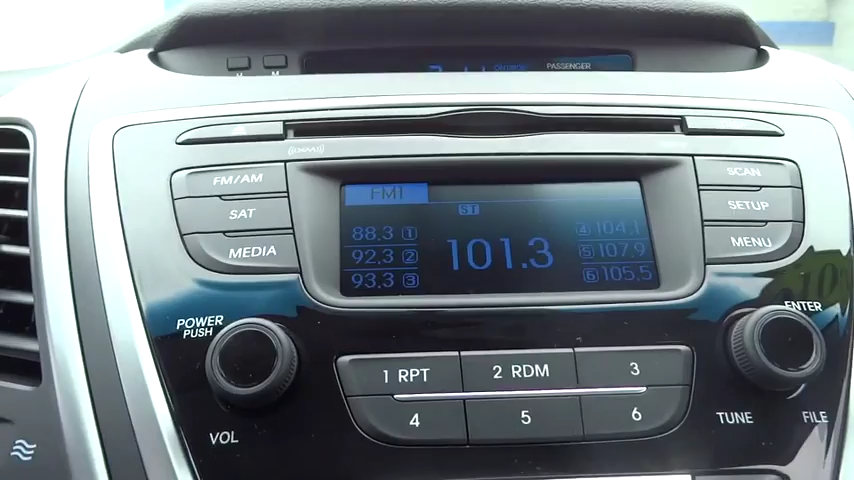 H M PASSENGER
FM/AM
SAT
MEDIA
FM1
ST
88.3 1
92.3 2
93.3 3
101.3
4 104.1
5 107.9
6 105.5
SCAN
SETUP
MENU
POWER
PUSH
VOL
1 RPT
2 RDM
3
4
5
6
ENTER
TUNE
FILE